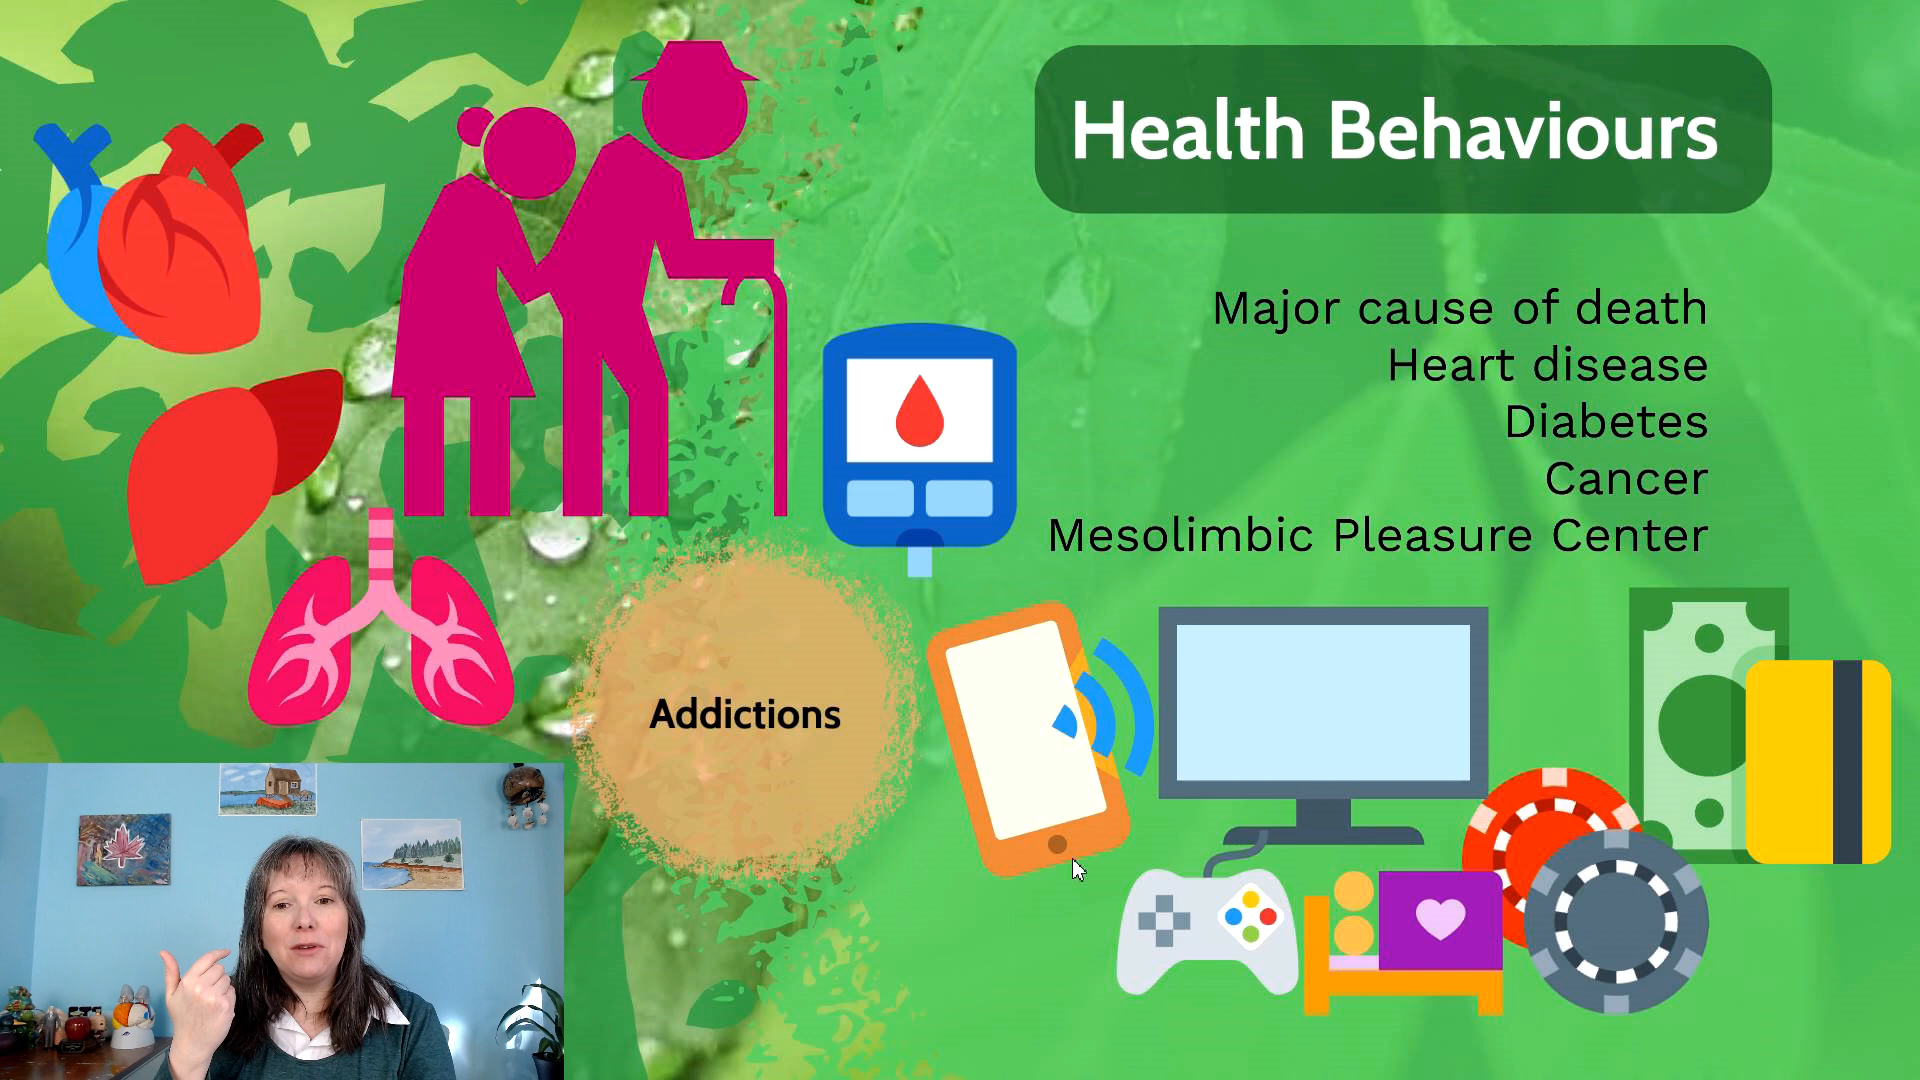 Health Behaviours
Major cause of death
Heart disease
Diabetes
Cancer
Mesolimbic Pleasure Center
Addictions